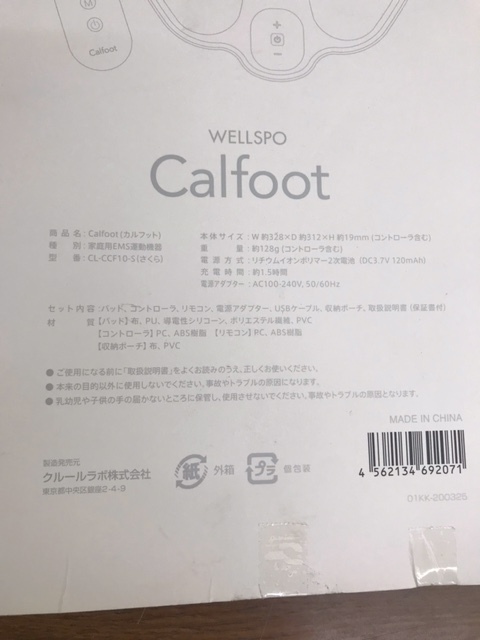 M
Calfoot
WELLSPO
Calfoot
商品名:Calfoot(カルフット)
種別:家庭用EMS運動機器
型番:CL-CCF10-S(さくら)
本体サイズ:W 約328×D 約312×H 約19mm (コントローラ含む)
重量:約128g (コントローラ含む)
電源方式:リチウムイオンポリマー2次電池 (DC3.7V 120mAh)
充電時間:約1.5時間
電源アダプター:AC100-240V, 50/60Hz
セット内容:パッド、コントローラ、リモコン、電源アダプター、USBケーブル、収納ポーチ、取扱説明書(保証書付)
材質:【パッド】布、PU、導電性シリコーン、ポリエステル繊維、PVC
【コントローラ】PC、ABS樹脂 【リモコン】PC、ABS樹脂
【収納ポーチ】布、PVC
●ご使用になる前に「取扱説明書」をよくお読みのうえ、正しくお使いください。
●本来の目的以外に使用しないでください。事故やトラブルの原因になります。
●乳幼児や子供の手の届かないところに保管し、使用させないでください。事故やトラブルの原因となります。
MADE IN CHINA
製造発売元
クルールラボ株式会社
東京都中央区銀座2-4-9
紙 外箱
プラ 個包装
4 562134 692071
01KK-200325